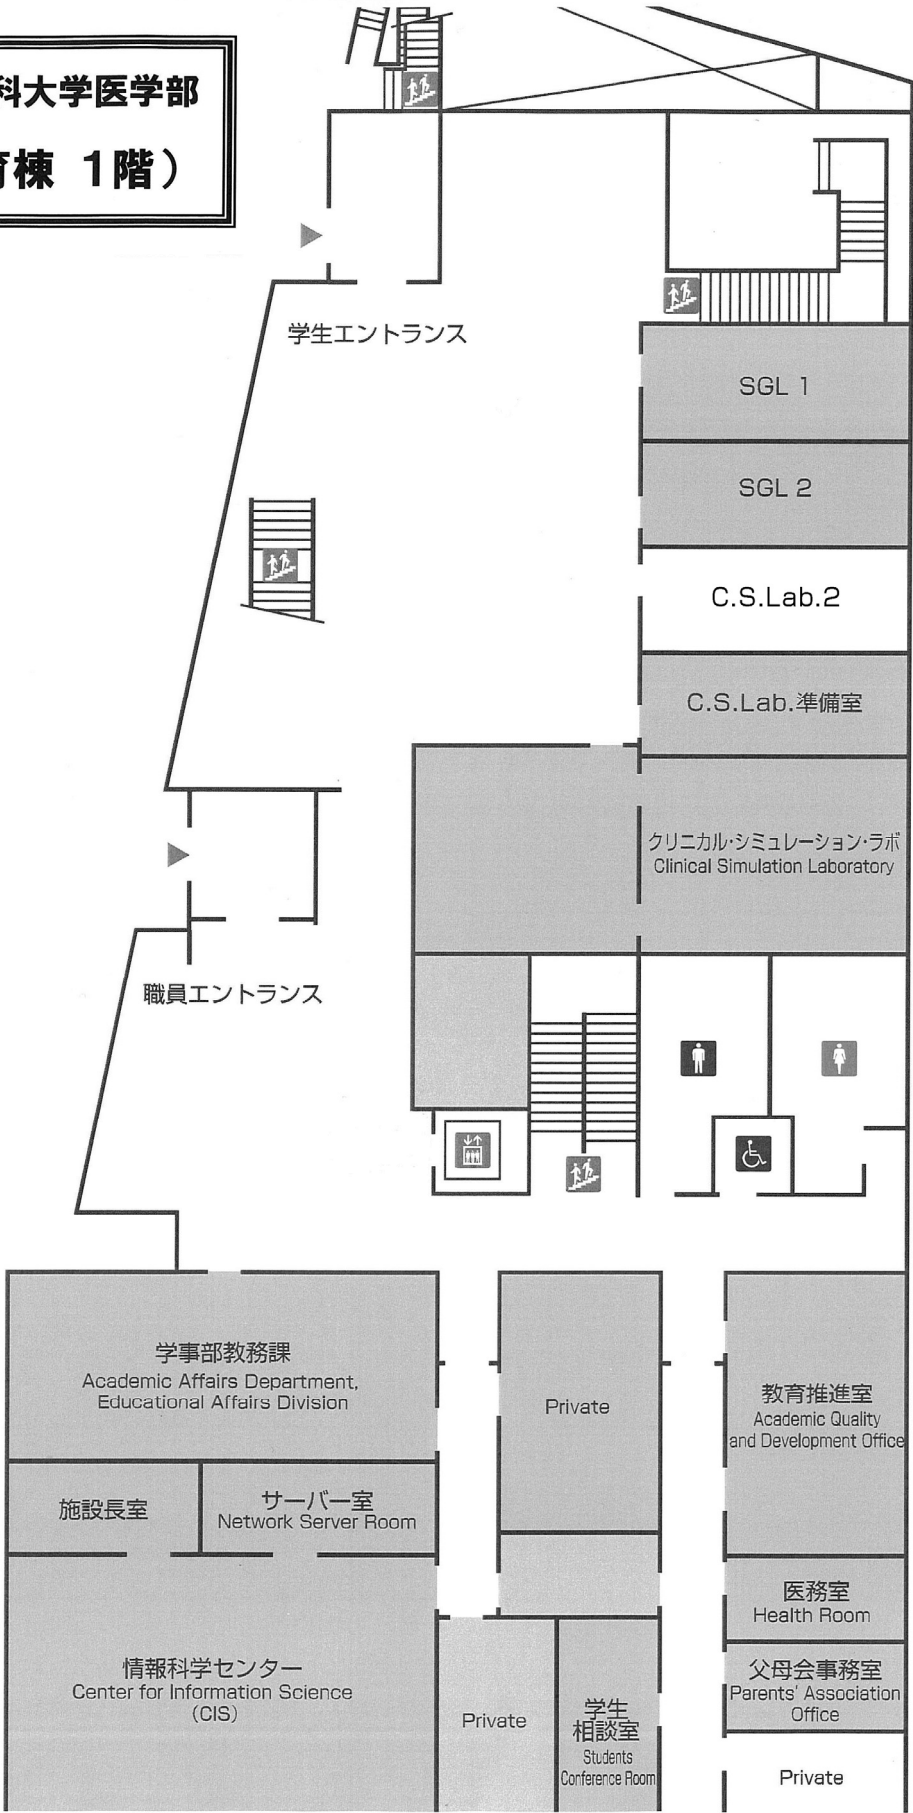 科大学医学部
育棟 1階）
学生エントランス
SGL 1
SGL 2
C.S.Lab.2
C.S.Lab.準備室
クリニカル・シミュレーション・ラボ
Clinical Simulation Laboratory
職員エントランス
学事部教務課
Academic Affairs Department,
Educational Affairs Division
Private
教育推進室
Academic Quality
and Development Office
施設長室
サーバー室
Network Server Room
医務室
Health Room
情報科学センター
Center for Information Science
(CIS)
Private
学生
相談室
Students
Conference Room
父母会事務室
Parents' Association
Office
Private